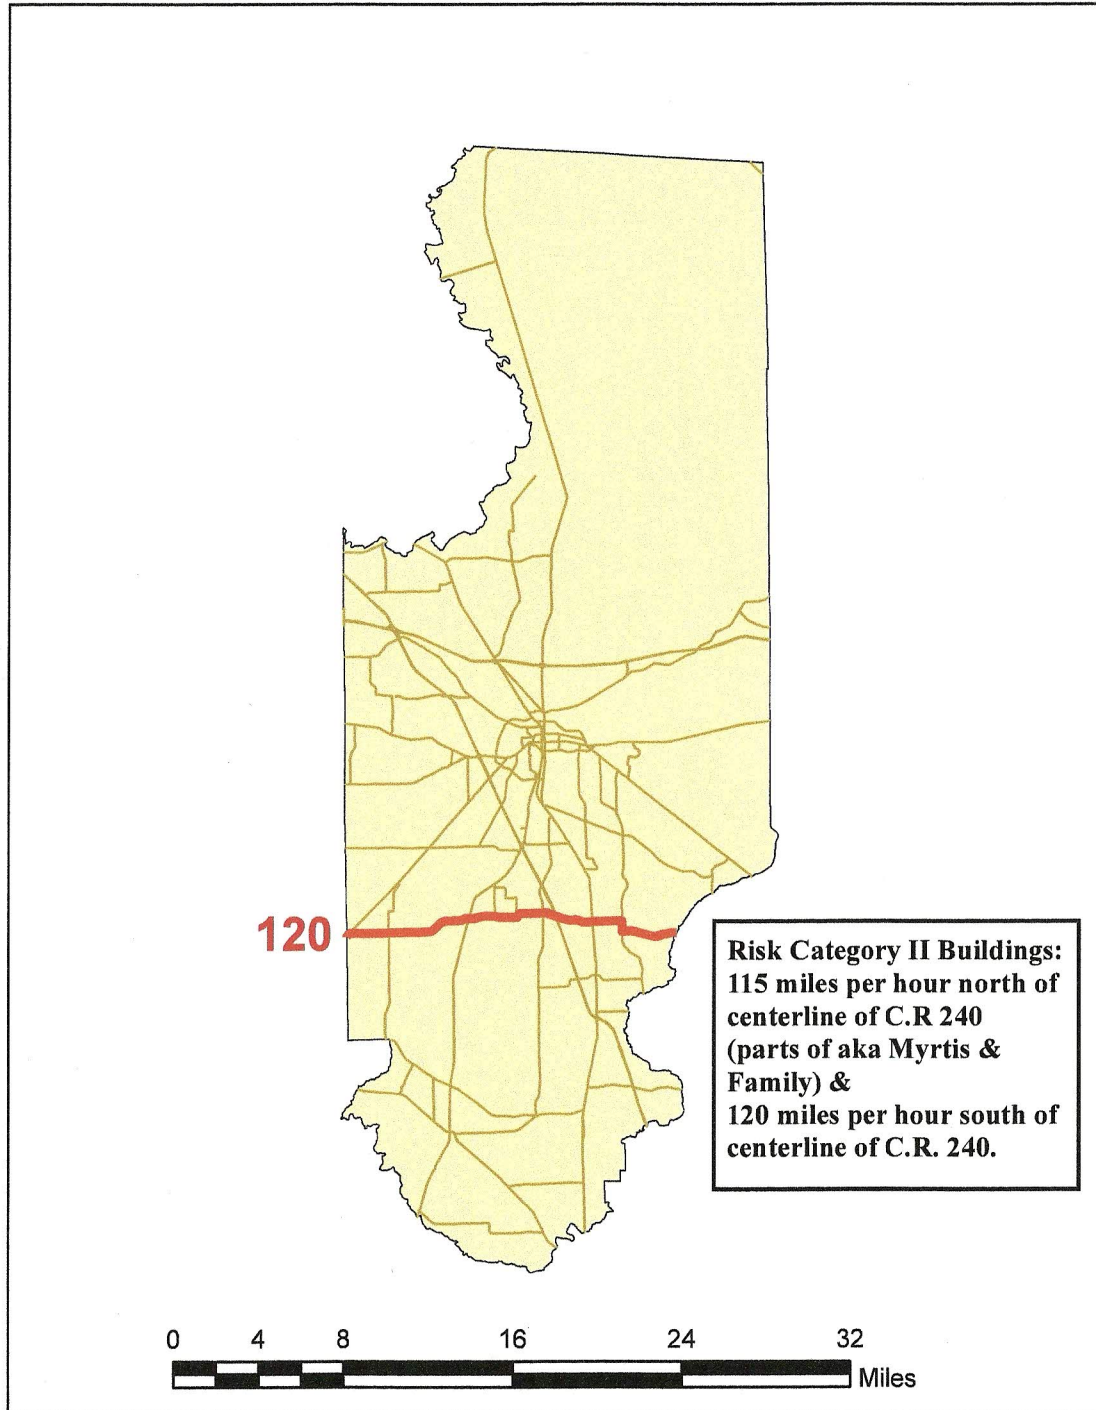 120
Risk Category II Buildings:
115 miles per hour north of
centerline of C.R 240
(parts of aka Myrtis &
Family) &
120 miles per hour south of
centerline of C.R. 240.
0 4 8 16 24 32
Miles